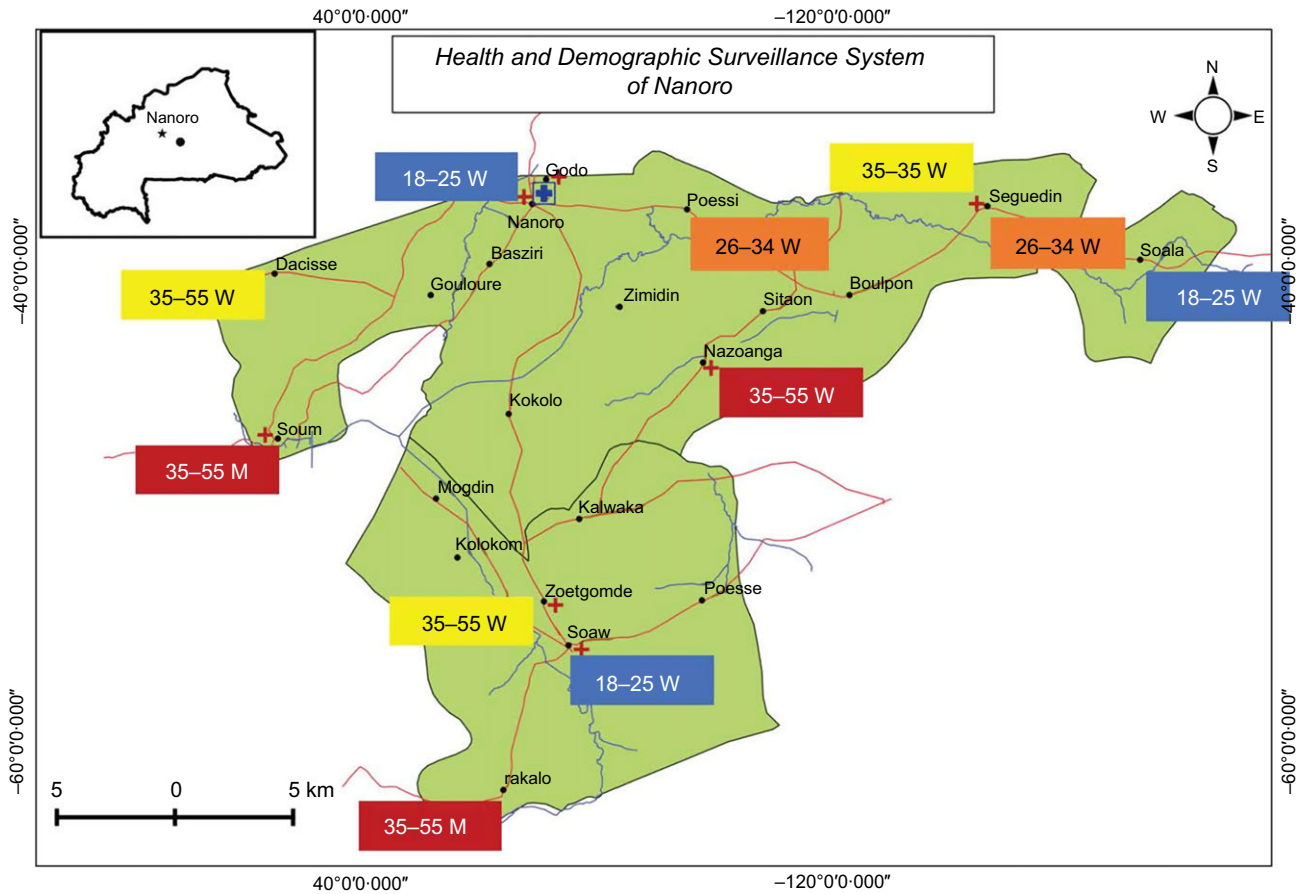 40°0′0·000″
–120°0′0·000″
Health and Demographic Surveillance System
of Nanoro
Nanoro
N
W
E
S
18–25 W
Godo
35–35 W
Seguedin
Poessi
Nanoro
26–34 W
26–34 W
Soala
Basziri
Dacisse
35–55 W
Gouloure
Zimidin
Sitaon
Boulpon
18–25 W
–40°0′0·000″
–40°0′0·000″
Nazoanga
35–55 W
Kokolo
Soum
35–55 M
Mogdin
Kalwaka
Kolokom
Zoetgomde
Poesse
35–55 W
Soaw
18–25 W
–60°0′0·000″
–60°0′0·000″
rakalo
5 0 5 km
35–55 M
40°0′0·000″
–120°0′0·000″